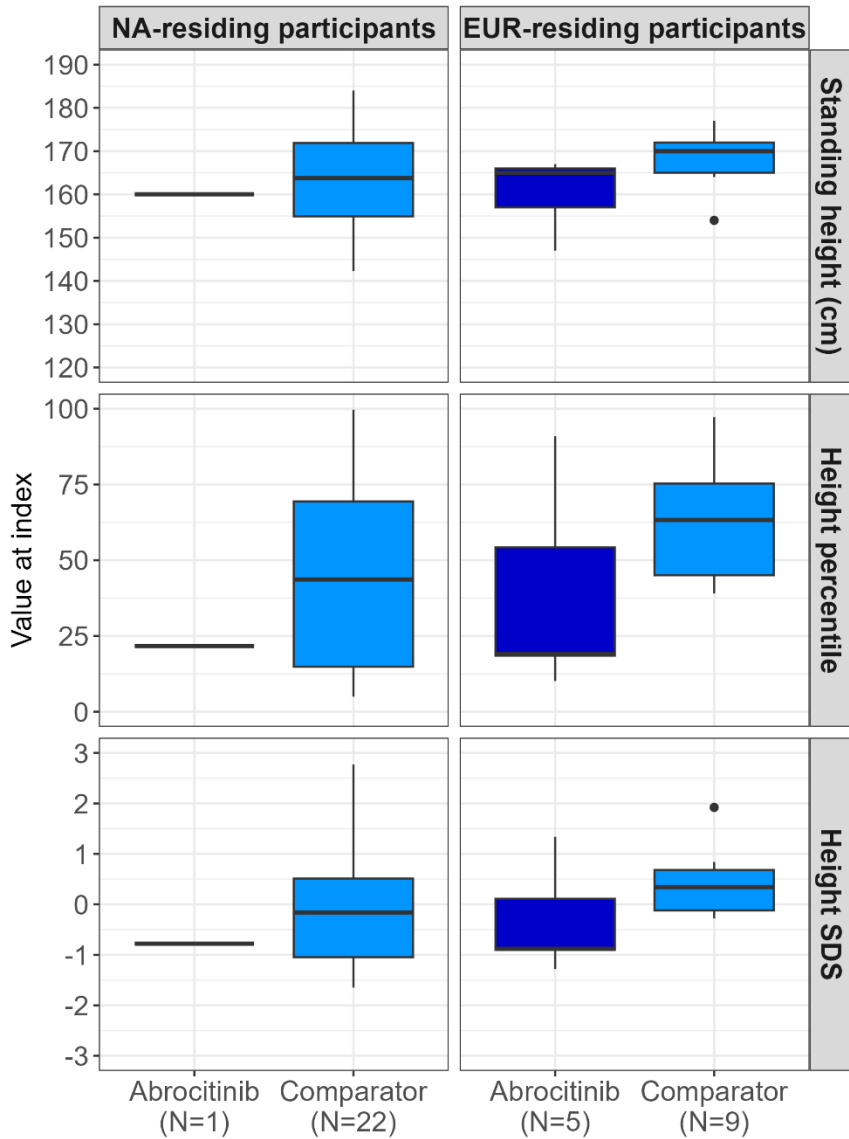 NA-residing participants
EUR-residing participants
190
180
170
160
150
140
130
120
Standing height (cm)
Value at index
100
75
50
25
0
Height percentile
3
2
1
0
-1
-2
-3
Height SDS
Abrocitinib
(N=1)
Comparator
(N=22)
Abrocitinib
(N=5)
Comparator
(N=9)